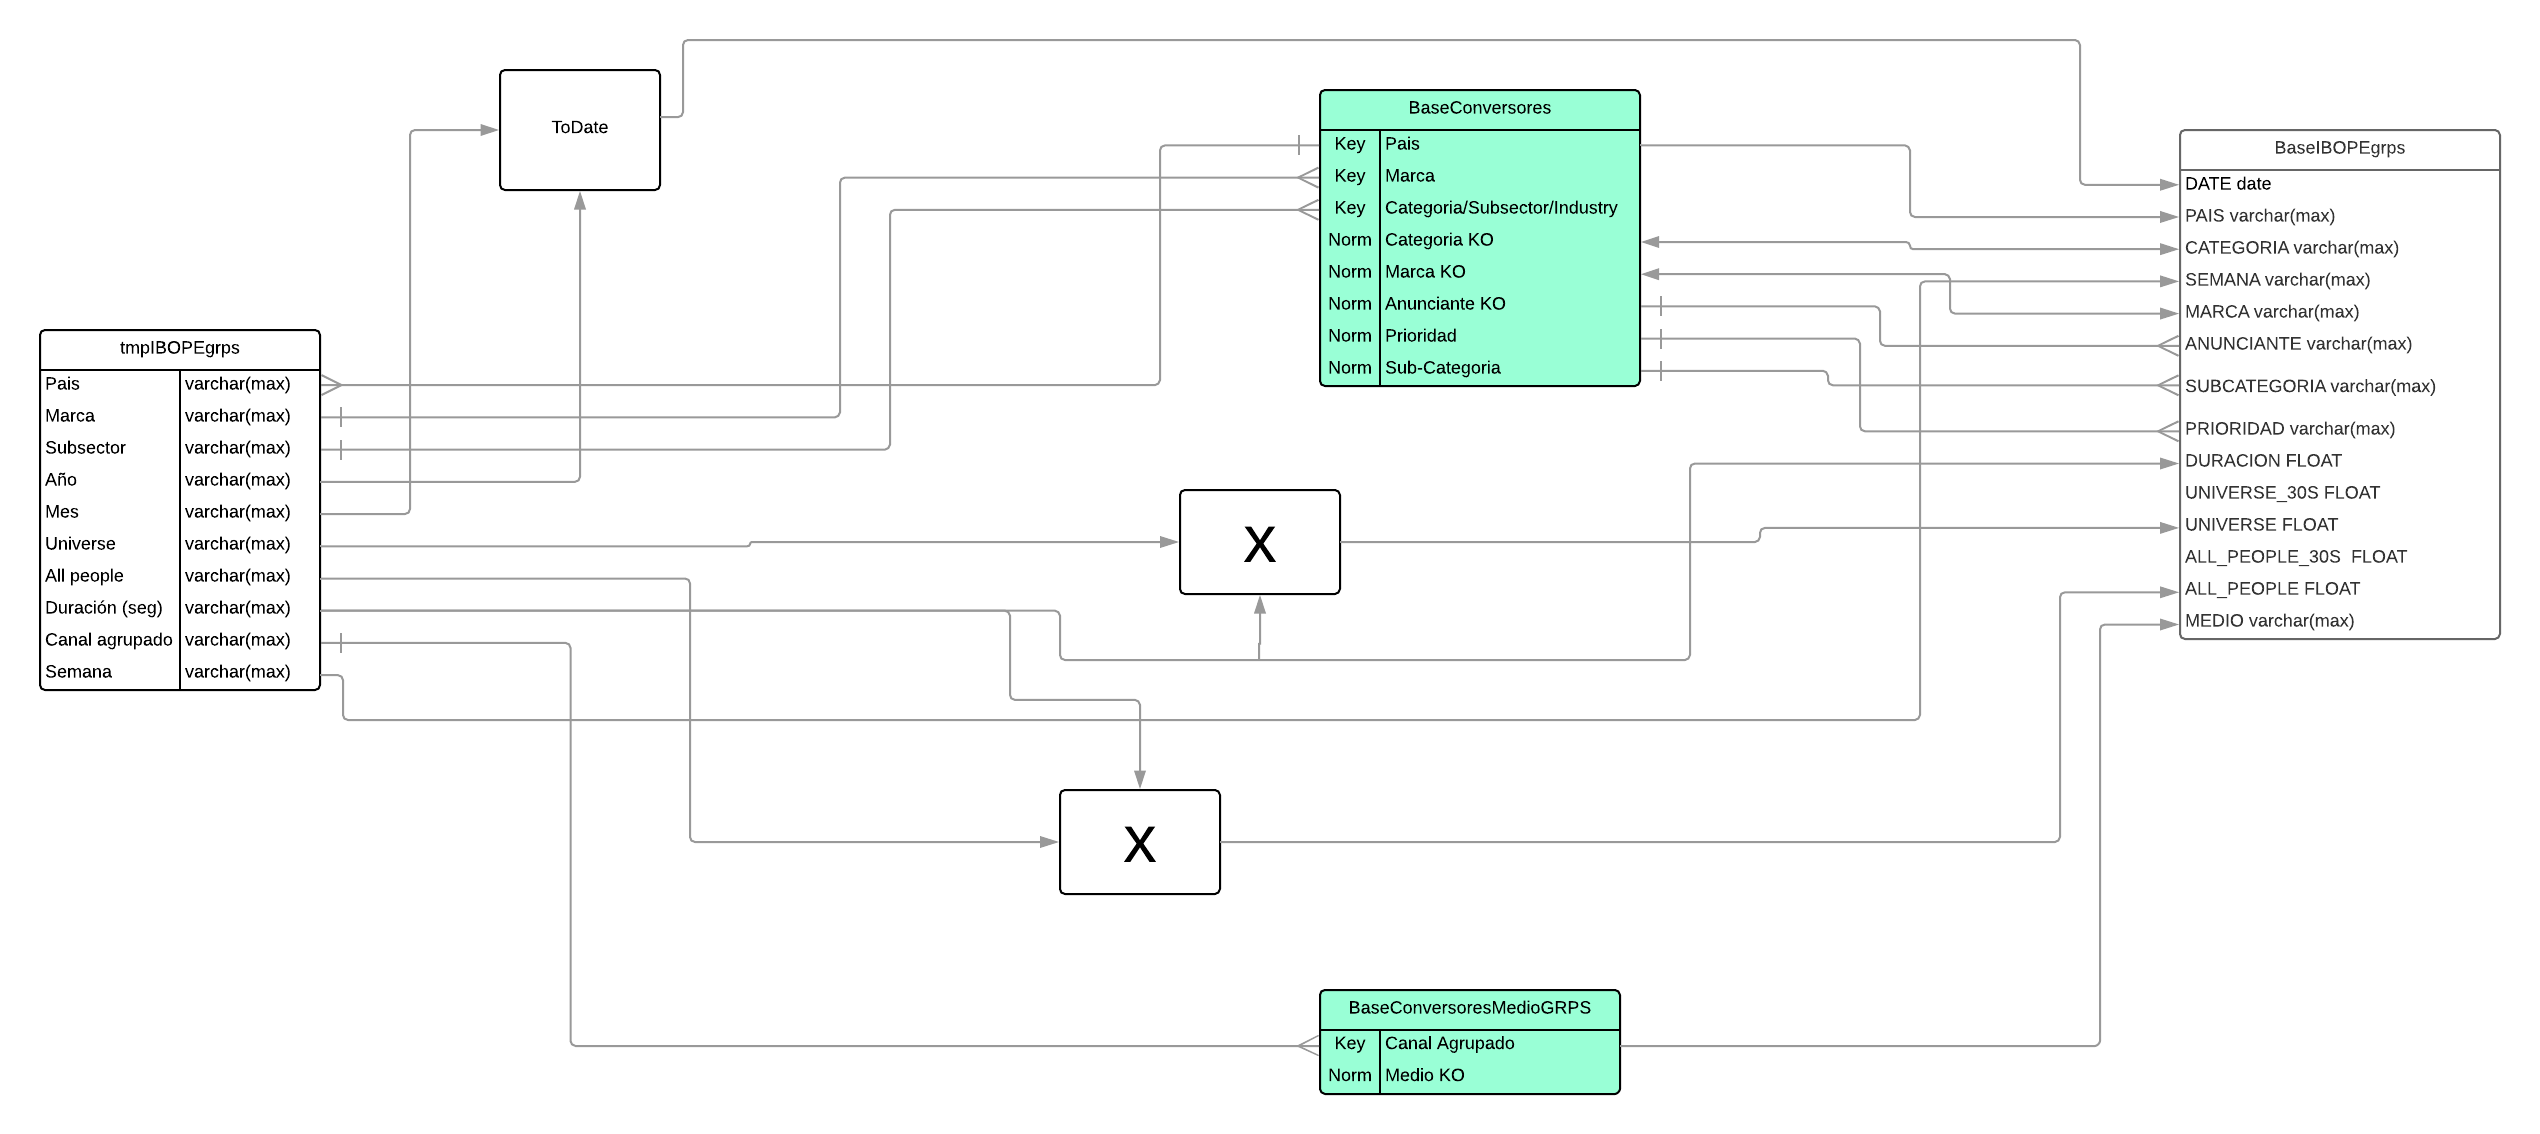 ToDate
BaseConversores
Key Pais
Key Marca
Key Categoria/Subsector/Industry
Norm Categoria KO
Norm Marca KO
Norm Anunciante KO
Norm Prioridad
Norm Sub-Categoria
BaseIBOPEgrps
DATE date
PAIS varchar(max)
CATEGORIA varchar(max)
SEMANA varchar(max)
MARCA varchar(max)
ANUNCIANTE varchar(max)
SUBCATEGORIA varchar(max)
PRIORIDAD varchar(max)
DURACION FLOAT
UNIVERSE_30S FLOAT
UNIVERSE FLOAT
ALL_PEOPLE_30S FLOAT
ALL_PEOPLE FLOAT
MEDIO varchar(max)
tmpIBOPEgrps
Pais varchar(max)
Marca varchar(max)
Subsector varchar(max)
Año varchar(max)
Mes varchar(max)
Universe varchar(max)
All people varchar(max)
Duración (seg) varchar(max)
Canal agrupado varchar(max)
Semana varchar(max)
X
X
BaseConversoresMedioGRPS
Key Canal Agrupado
Norm Medio KO